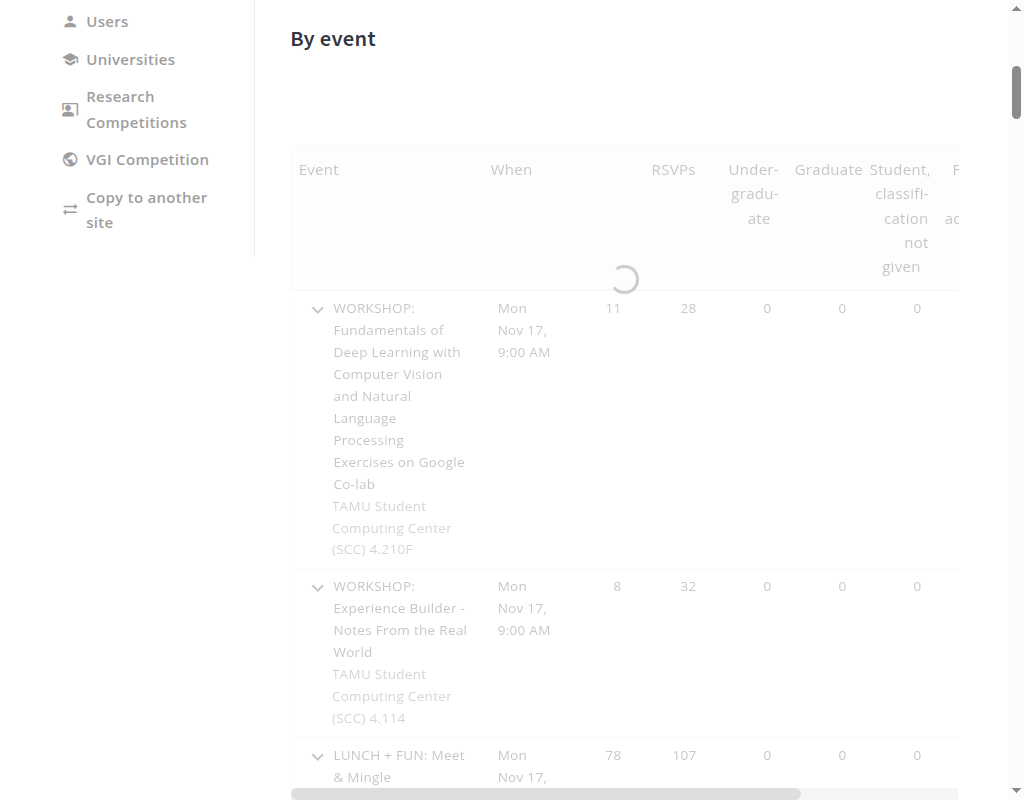 Users
Universities
Research
Competitions
VGI Competition
Copy to another
site
By event
Event When RSVPs Under-
gradu-
ate Graduate Student,
classifi-
cation
not
given F
ac
WORKSHOP:
Fundamentals of
Deep Learning with
Computer Vision
and Natural
Language
Processing
Exercises on Google
Co-lab
TAMU Student
Computing Center
(SCC) 4.210F
Mon
Nov 17,
9:00 AM
11 28 0 0 0
WORKSHOP:
Experience Builder -
Notes From the Real
World
TAMU Student
Computing Center
(SCC) 4.114
Mon
Nov 17,
9:00 AM
8 32 0 0 0
LUNCH + FUN: Meet
& Mingle
Mon
Nov 17,
78 107 0 0 0